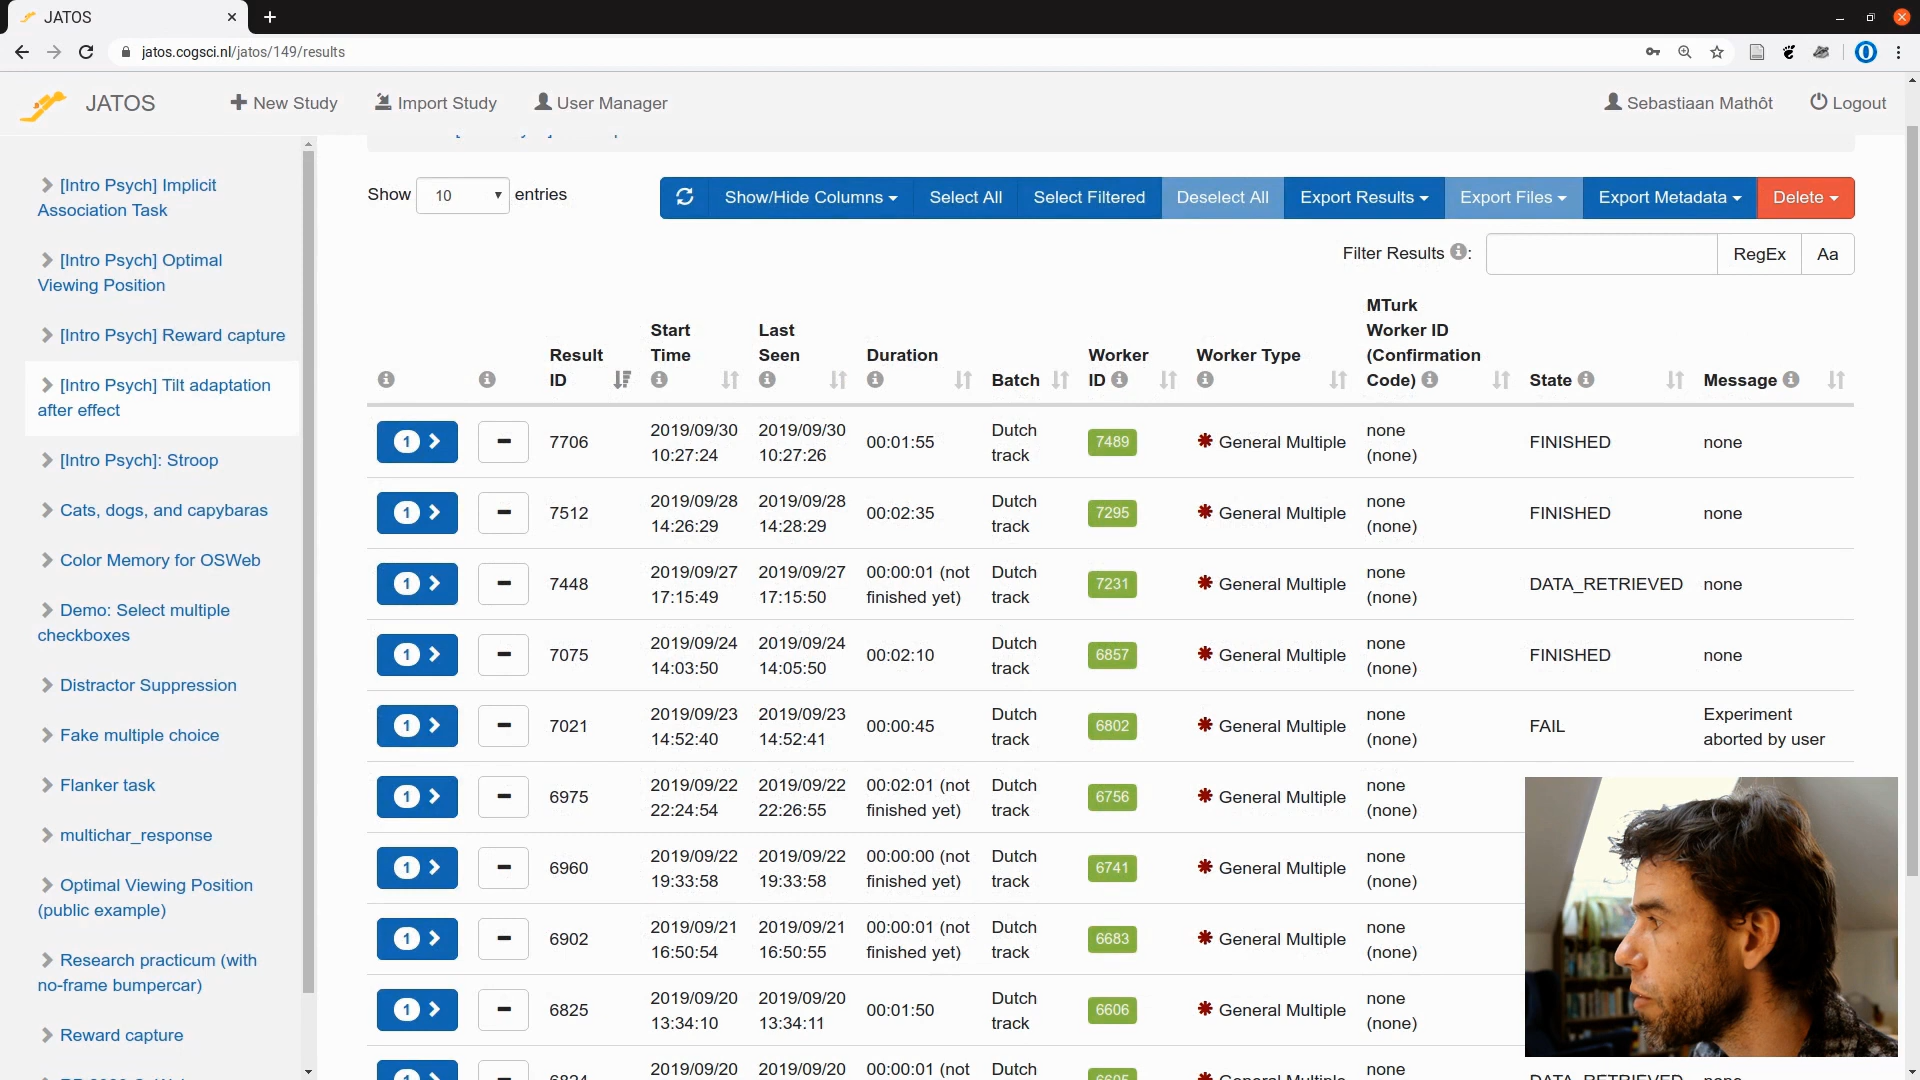 JATOS
jatos.cogsci.nl/jatos/149/results
JATOS
New Study
Import Study
User Manager
Sebastiaan Mathôt
Logout
[Intro Psych] Implicit
Association Task
[Intro Psych] Optimal
Viewing Position
[Intro Psych] Reward capture
[Intro Psych] Tilt adaptation
after effect
[Intro Psych]: Stroop
Cats, dogs, and capybaras
Color Memory for OSWeb
Demo: Select multiple
checkboxes
Distractor Suppression
Fake multiple choice
Flanker task
multichar_response
Optimal Viewing Position
(public example)
Research practicum (with
no-frame bumpercar)
Reward capture
Show 10 entries
Show/Hide Columns
Select All
Select Filtered
Deselect All
Export Results
Export Files
Export Metadata
Delete
Filter Results :
RegEx
Aa
Result
ID
Start
Time
Last
Seen
Duration
Batch
Worker
ID
Worker Type
MTurk
Worker ID
(Confirmation
Code)
State
Message
1 7706 2019/09/30 2019/09/30 00:01:55 Dutch 7489 General Multiple none FINISHED none
10:27:24 10:27:26 track (none)
1 7512 2019/09/28 2019/09/28 00:02:35 Dutch 7295 General Multiple none FINISHED none
14:26:29 14:28:29 track (none)
1 7448 2019/09/27 2019/09/27 00:00:01 (not Dutch 7231 General Multiple none DATA_RETRIEVED none
17:15:49 17:15:50 finished yet) track (none)
1 7075 2019/09/24 2019/09/24 00:02:10 Dutch 6857 General Multiple none FINISHED none
14:03:50 14:05:50 track (none)
1 7021 2019/09/23 2019/09/23 00:00:45 Dutch 6802 General Multiple none FAIL Experiment
14:52:40 14:52:41 track (none) aborted by user
1 6975 2019/09/22 2019/09/22 00:02:01 (not Dutch 6756 General Multiple none
22:24:54 22:26:55 finished yet) track (none)
1 6960 2019/09/22 2019/09/22 00:00:00 (not Dutch 6741 General Multiple none
19:33:58 19:33:58 finished yet) track (none)
1 6902 2019/09/21 2019/09/21 00:00:01 (not Dutch 6683 General Multiple none
16:50:54 16:50:55 finished yet) track (none)
1 6825 2019/09/20 2019/09/20 00:01:50 Dutch 6606 General Multiple none
13:34:10 13:34:11 track (none)
2019/09/20 2019/09/20 00:00:01 (not Dutch none